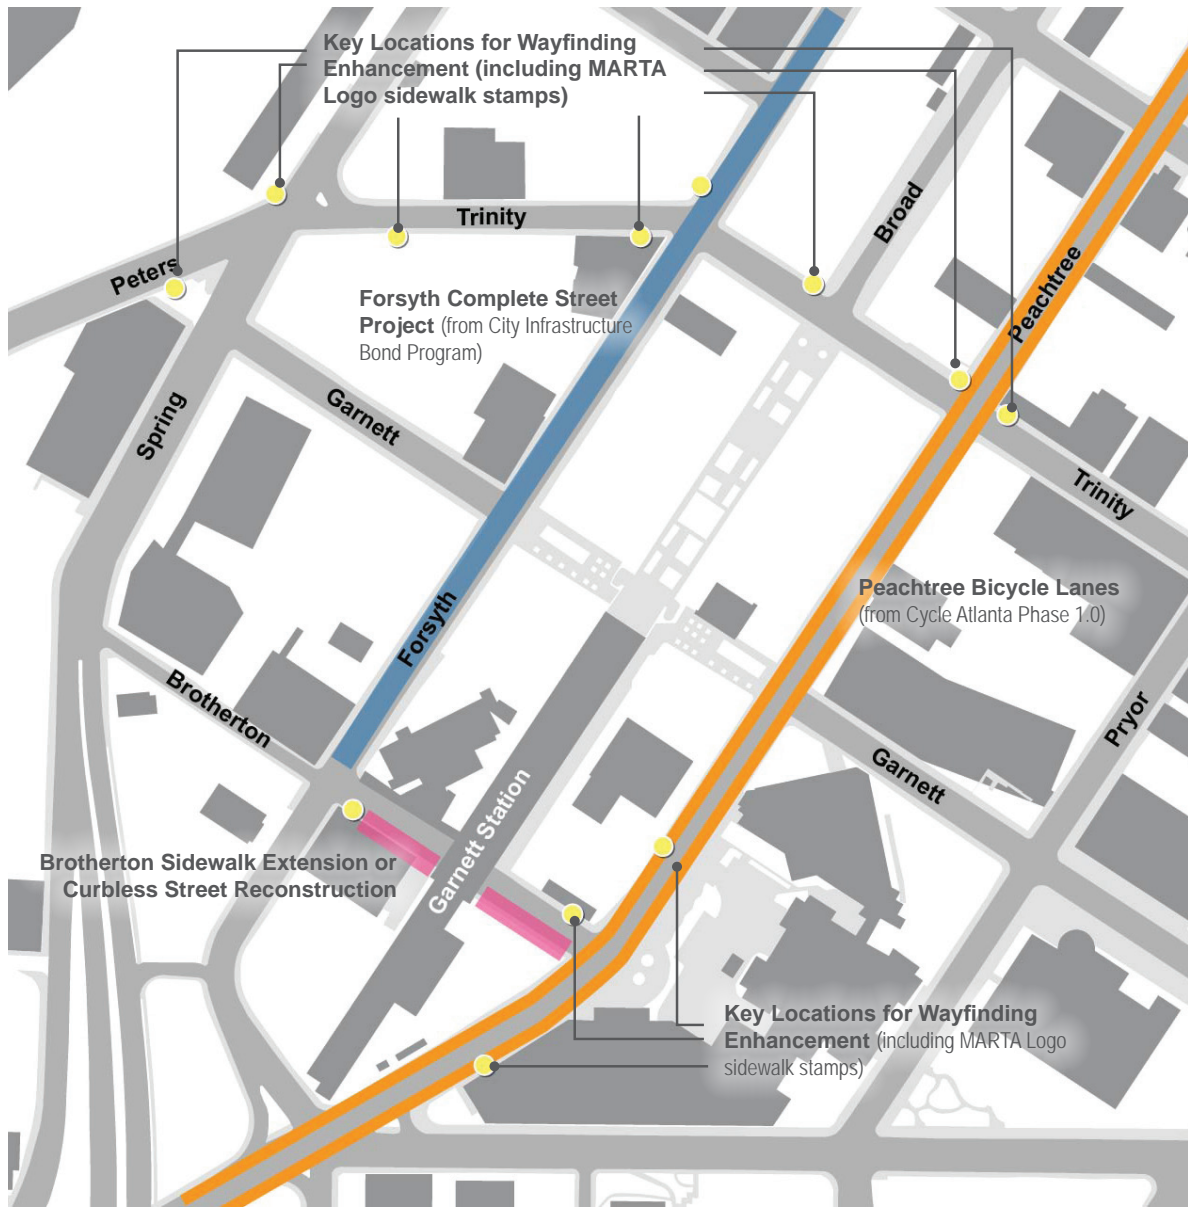 Key Locations for Wayfinding
Enhancement (including MARTA
Logo sidewalk stamps)
Trinity
Broad
Peters
Peachtree
Forsyth Complete Street
Project (from City Infrastructure
Bond Program)
Garnett
Spring
Trinity
Peachtree Bicycle Lanes
(from Cycle Atlanta Phase 1.0)
Forsyth
Brotherton
Pryor
Garnett
Garnett Station
Brotherton Sidewalk Extension or
Curbless Street Reconstruction
Key Locations for Wayfinding
Enhancement (including MARTA Logo
sidewalk stamps)